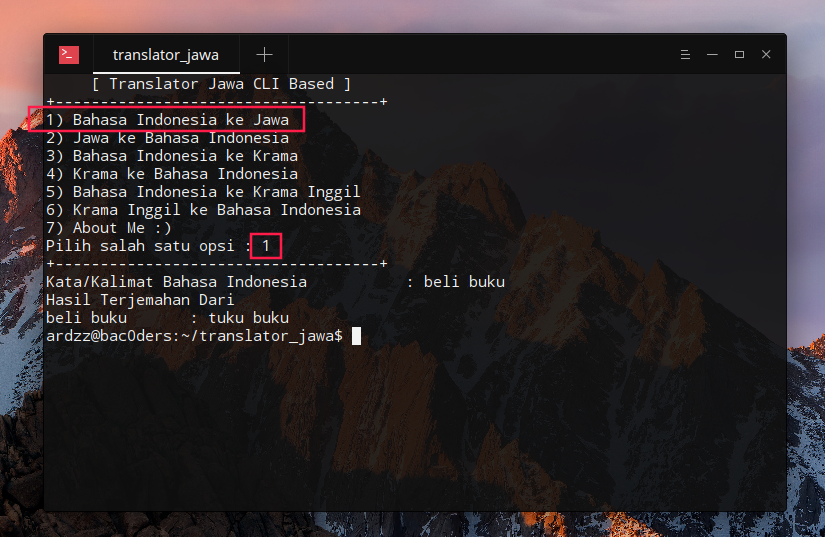 translator_jawa
[ Translator Jawa CLI Based ]
+------------------------------------+
1) Bahasa Indonesia ke Jawa
2) Jawa ke Bahasa Indonesia
3) Bahasa Indonesia ke Krama
4) Krama ke Bahasa Indonesia
5) Bahasa Indonesia ke Krama Inggil
6) Krama Inggil ke Bahasa Indonesia
7) About Me :)
Pilih salah satu opsi : 1
+------------------------------------+
Kata/Kalimat Bahasa Indonesia : beli buku
Hasil Terjemahan Dari
beli buku : tuku buku
ardzz@bac0ders:~/translator_jawa$